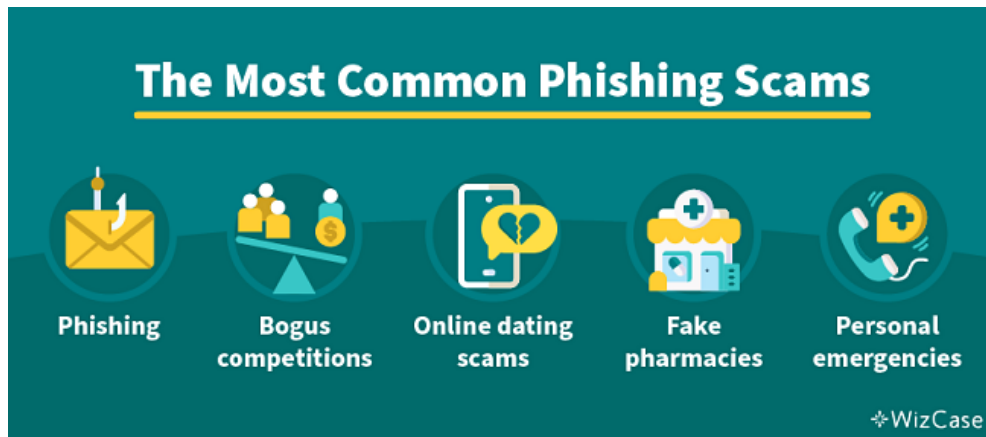 The Most Common Phishing Scams
$
Phishing
Bogus
competitions
Online dating
scams
Fake
pharmacies
Personal
emergencies
WizCase